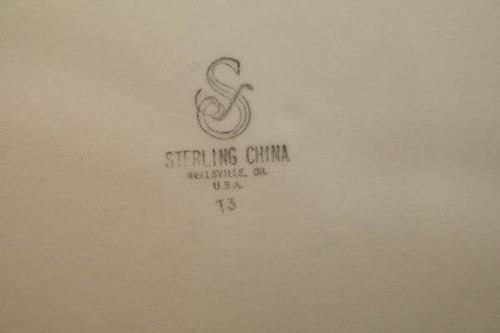 S
STERLING CHINA
WELLSVILLE, OH.
U.S.A.
T3